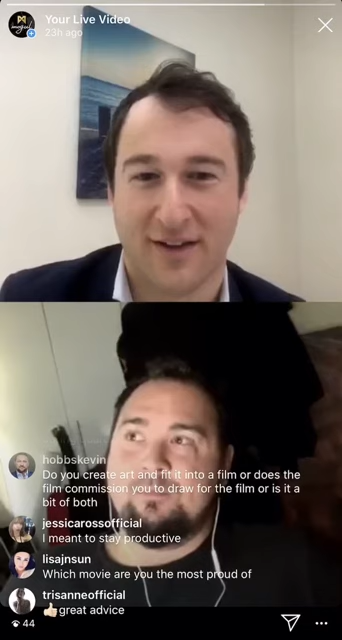 Your Live Video
23h ago
hobbskevin
Do you create art and fit it into a film or does the
film commission you to draw for the film or is it a
bit of both
jessicarossofficial
I meant to stay productive
lisajnsun
Which movie are you the most proud of
trisanneofficial
👍🏻great advice
44